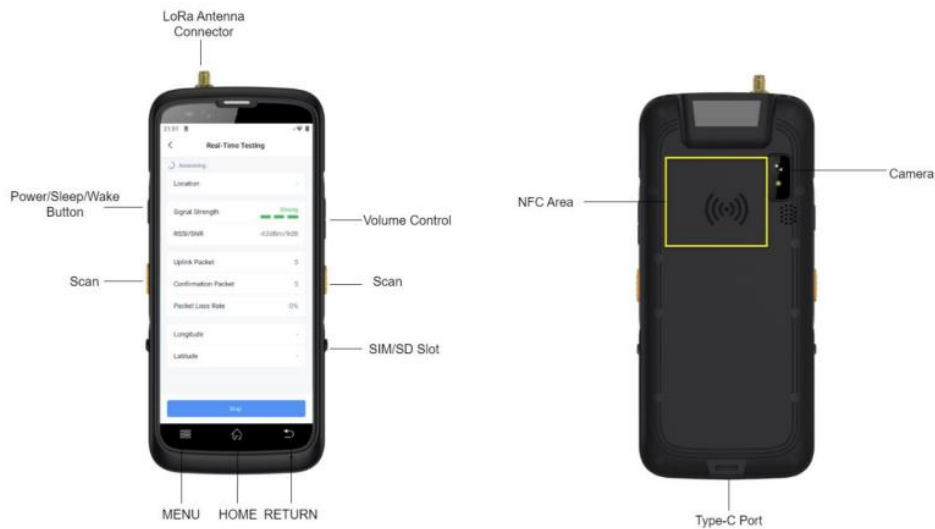 LoRa Antenna
Connector
21:51
Real-Time Testing
Location
Power/Sleep/Wake
Button
Signal Strength
Strong
Volume Control
RSSI/SNR
Uplink Packet
5
Scan
Confirmation Packet
5
Scan
Packet Loss Rate
0%
Longitude
SIM/SD Slot
Latitude
Stop
MENU
HOME
RETURN
NFC Area
Camera
Type-C Port